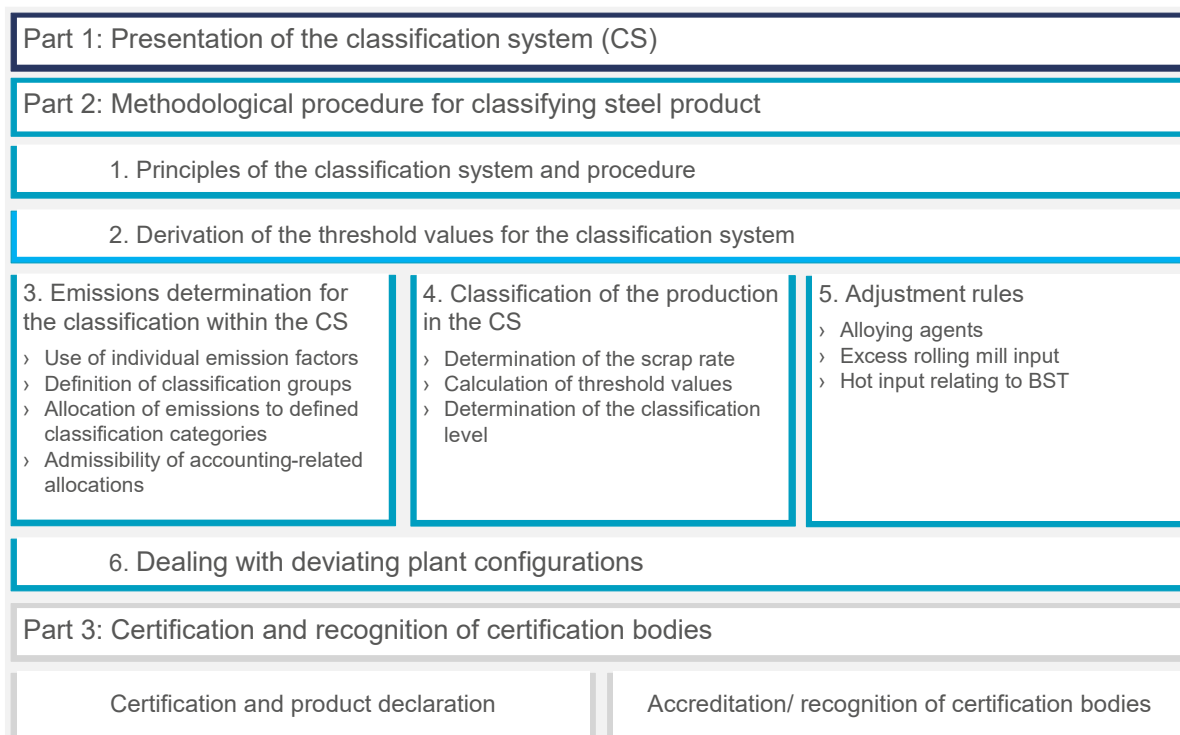 Part 1: Presentation of the classification system (CS)
Part 2: Methodological procedure for classifying steel product
1. Principles of the classification system and procedure
2. Derivation of the threshold values for the classification system
3. Emissions determination for
the classification within the CS
› Use of individual emission factors
› Definition of classification groups
› Allocation of emissions to defined
classification categories
› Admissibility of accounting-related
allocations
4. Classification of the production
in the CS
› Determination of the scrap rate
› Calculation of threshold values
› Determination of the classification
level
5. Adjustment rules
› Alloying agents
› Excess rolling mill input
› Hot input relating to BST
6. Dealing with deviating plant configurations
Part 3: Certification and recognition of certification bodies
Certification and product declaration
Accreditation/ recognition of certification bodies